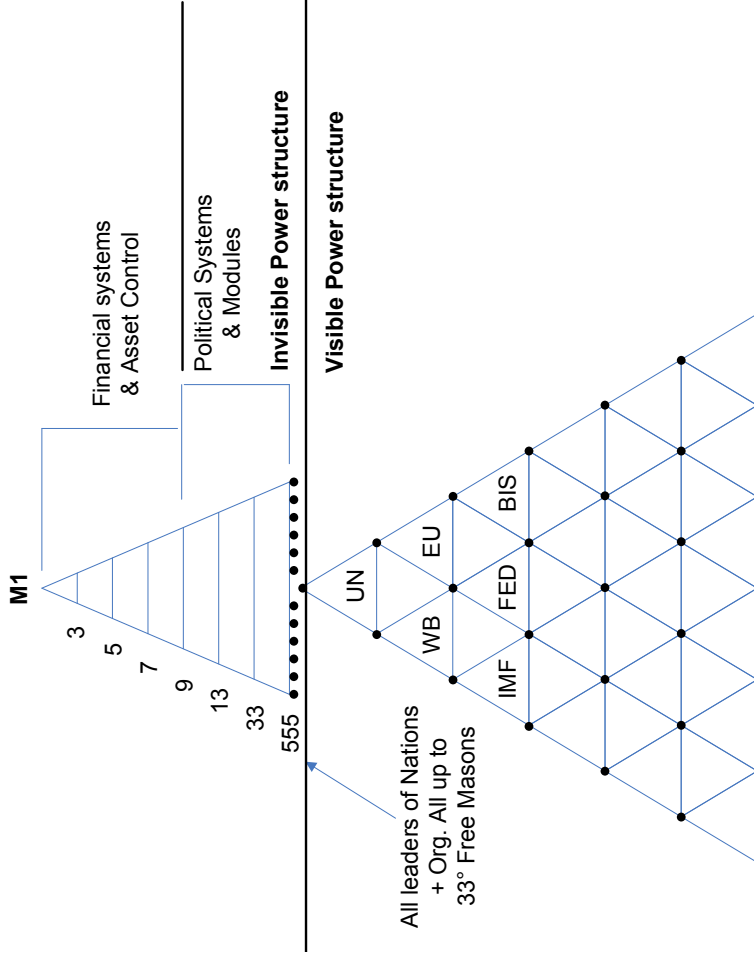 M1
3
5
7
9
13
33
555
Financial systems
& Asset Control
Political Systems
& Modules
Invisible Power structure
Visible Power structure
All leaders of Nations
+ Org. All up to
33° Free Masons
UN
WB
EU
IMF
FED
BIS